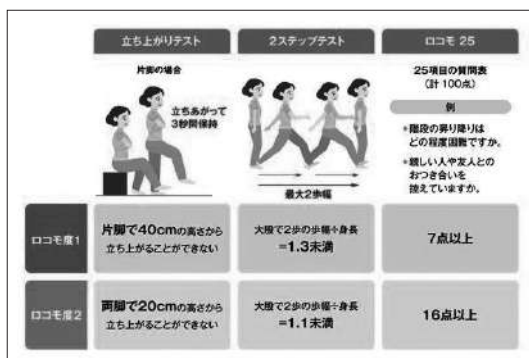 立ち上がりテスト
2ステップテスト
ロコモ 25
片脚の場合
立ちあがって
3秒間保持
最大2歩幅
25項目の質問表
(計 100点)
例
•階段の昇り降りは
どの程度困難ですか。
•親しい人や友人との
おつき合いを
控えていますか。
ロコモ度1
片脚で40cmの高さから
立ち上がることができない
大股で2歩の歩幅÷身長
=1.3未満
7点以上
ロコモ度2
両脚で20cmの高さから
立ち上がることができない
大股で2歩の歩幅÷身長
=1.1未満
16点以上